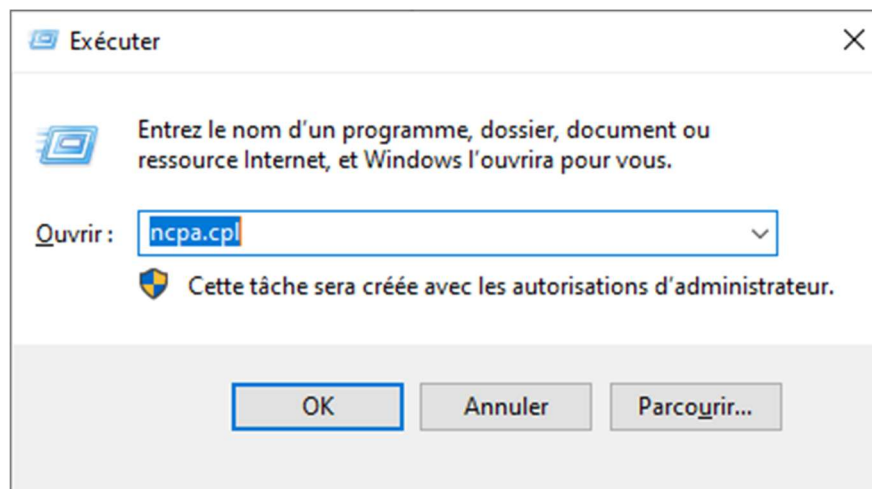 Exécuter
Entrez le nom d'un programme, dossier, document ou
ressource Internet, et Windows l'ouvrira pour vous.
Ouvrir : ncpa.cpl
Cette tâche sera créée avec les autorisations d'administrateur.
OK Annuler Parcourir...